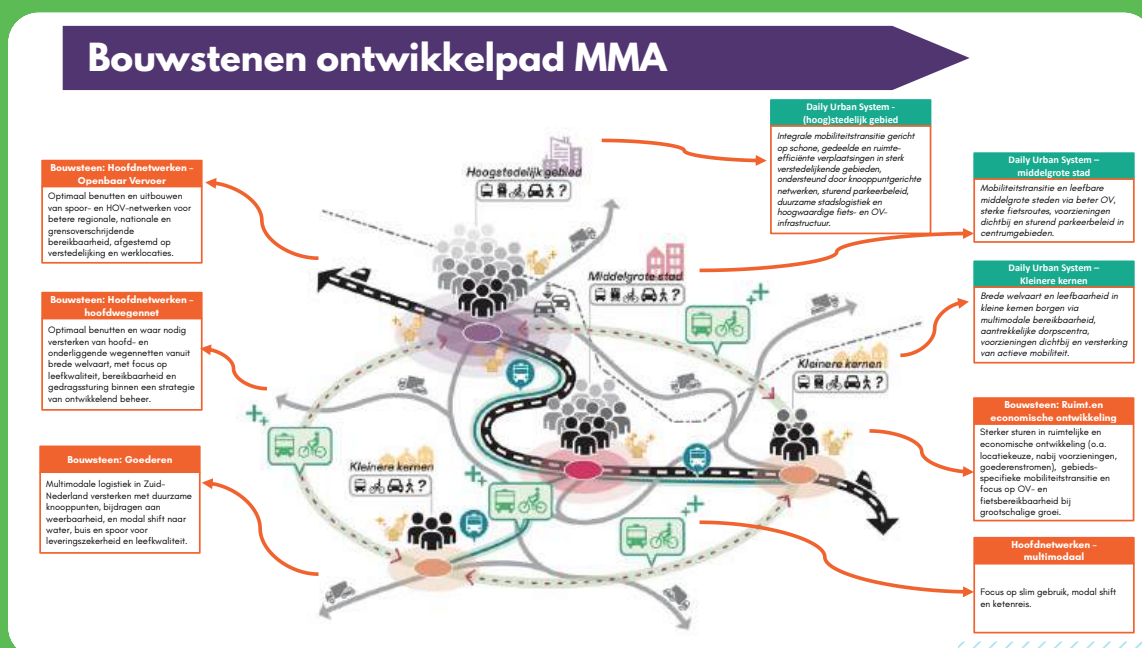 Bouwstenen ontwikkelpad MMA
Bouwsteen: Hoofdnetwerken –
Openbaar Vervoer
Optimaal benutten en uitbouwen
van spoor- en HOV-netwerken voor
betere regionale, nationale en
grensoverschrijdende
bereikbaarheid, afgestemd op
verstedelijking en werklocaties.
Bouwsteen: Hoofdnetwerken -
hoofdwegennet
Optimaal benutten en waar nodig
versterken van hoofd- en
onderliggende wegennetten vanuit
brede welvaart, met focus op
leefkwaliteit, bereikbaarheid en
gedragssturing binnen een strategie
van ontwikkelend beheer.
Bouwsteen: Goederen
Multimodale logistiek in Zuid-
Nederland versterken met duurzame
knooppunten, bijdragen aan
weerbaarheid, en modal shift naar
water, buis en spoor voor
leveringszekerheid en leefkwaliteit.
Hoogstedelijk gebied
?
Middelgrote stad
?
Kleinere kernen
?
Kleinere kernen
?
Daily Urban System -
(hoog)stedelijk gebied
Integrale mobiliteitstransitie gericht
op schone, gedeelde en ruimte-
efficiënte verplaatsingen in sterk
verstedelijkende gebieden,
ondersteund door knooppuntgerichte
netwerken, sturend parkeerbeleid,
duurzame stadslogistiek en
hoogwaardige fiets- en OV-
infrastructuur.
Daily Urban System –
middelgrote stad
Mobiliteitstransitie en leefbare
middelgrote steden via beter OV,
sterke fietsroutes, voorzieningen
dichtbij en sturend parkeerbeleid in
centrumgebieden.
Daily Urban System –
Kleinere kernen
Brede welvaart en leefbaarheid in
kleine kernen borgen via
multimodale bereikbaarheid,
aantrekkelijke dorpscentra,
voorzieningen dichtbij en versterking
van actieve mobiliteit.
Bouwsteen: Ruimt.en
economische ontwikkeling
Sterker sturen in ruimtelijke en
economische ontwikkeling (o.a.
locatiekeuze, nabij voorzieningen,
goederenstromen), gebieds-
specifieke mobiliteitstransitie en
focus op OV- en
fietsbereikbaarheid bij
grootschalige groei.
Hoofdnetwerken –
multimodaal
Focus op slim gebruik, modal shift
en ketenreis.